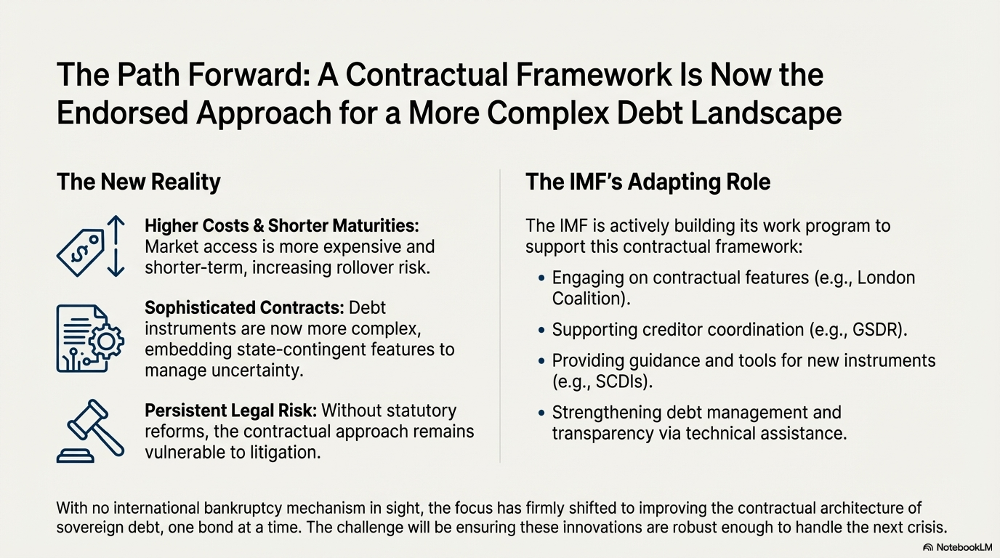 The Path Forward: A Contractual Framework Is Now the
Endorsed Approach for a More Complex Debt Landscape
The New Reality
$
Higher Costs & Shorter Maturities:
Market access is more expensive and
shorter-term, increasing rollover risk.
Sophisticated Contracts: Debt
instruments are now more complex,
embedding state-contingent features to
manage uncertainty.
Persistent Legal Risk: Without statutory
reforms, the contractual approach remains
vulnerable to litigation.
The IMF's Adapting Role
The IMF is actively building its work program to
support this contractual framework:
• Engaging on contractual features (e.g., London
Coalition).
• Supporting creditor coordination (e.g., GSDR).
• Providing guidance and tools for new instruments
(e.g., SCDIs).
• Strengthening debt management and
transparency via technical assistance.
With no international bankruptcy mechanism in sight, the focus has firmly shifted to improving the contractual architecture of
sovereign debt, one bond at a time. The challenge will be ensuring these innovations are robust enough to handle the next crisis.
NotebookLM